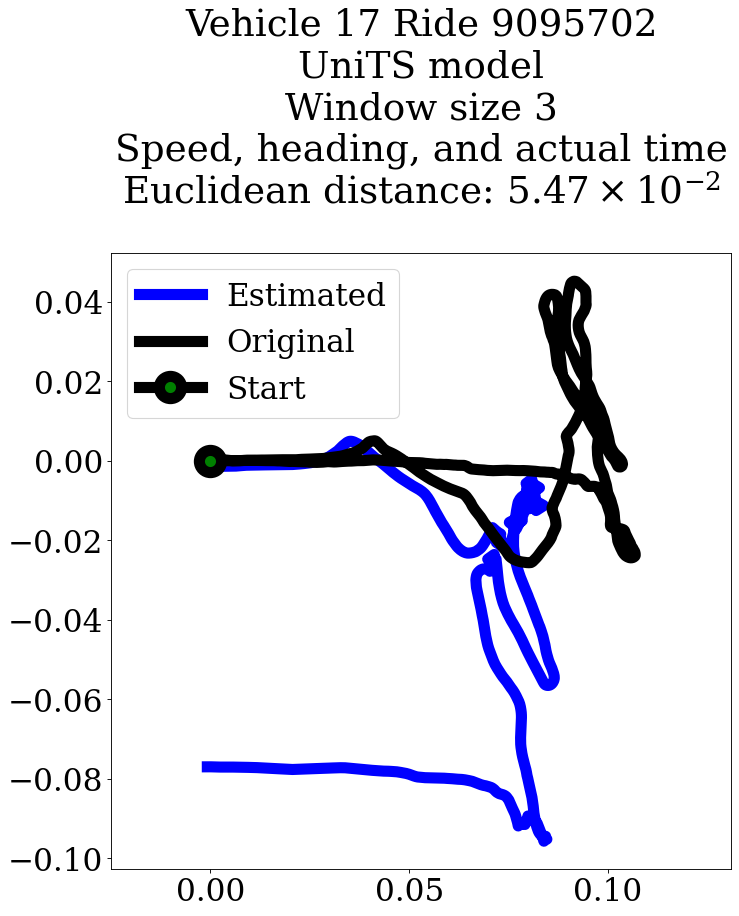 Vehicle 17 Ride 9095702
UniTS model
Window size 3
Speed, heading, and actual time
Euclidean distance: 5.47 × 10⁻²
Estimated
Original
Start
0.04
0.02
0.00
−0.02
−0.04
−0.06
−0.08
−0.10
0.00 0.05 0.10